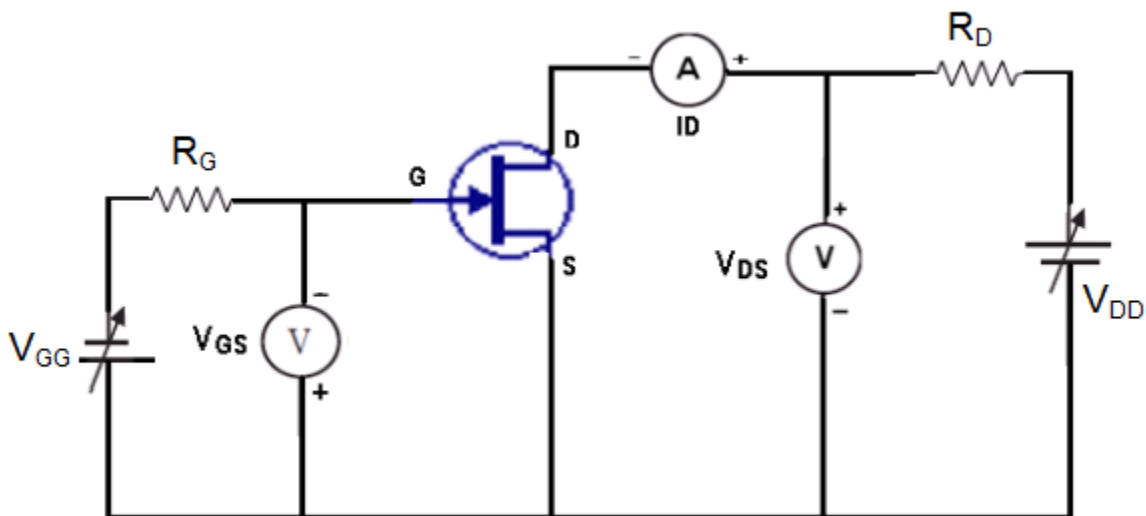 R_D
− A +
ID
D
R_G
G
S
+
V_DS V
−
V_DD
−
V_GS V
+
V_GG